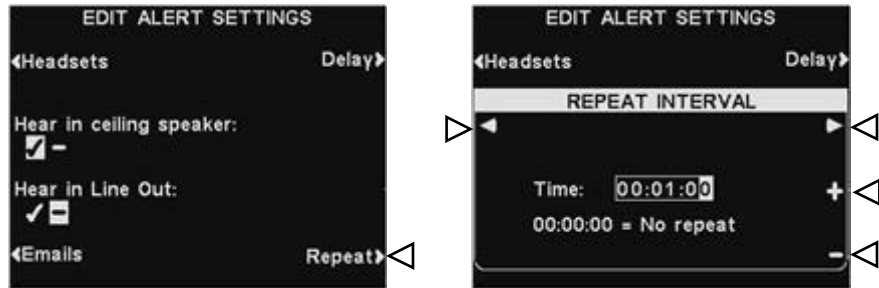 EDIT ALERT SETTINGS
Headsets Delay
Hear in ceiling speaker:
Hear in Line Out:
Emails Repeat
EDIT ALERT SETTINGS
Headsets Delay
REPEAT INTERVAL
Time: 00:01:00
00:00:00 = No repeat